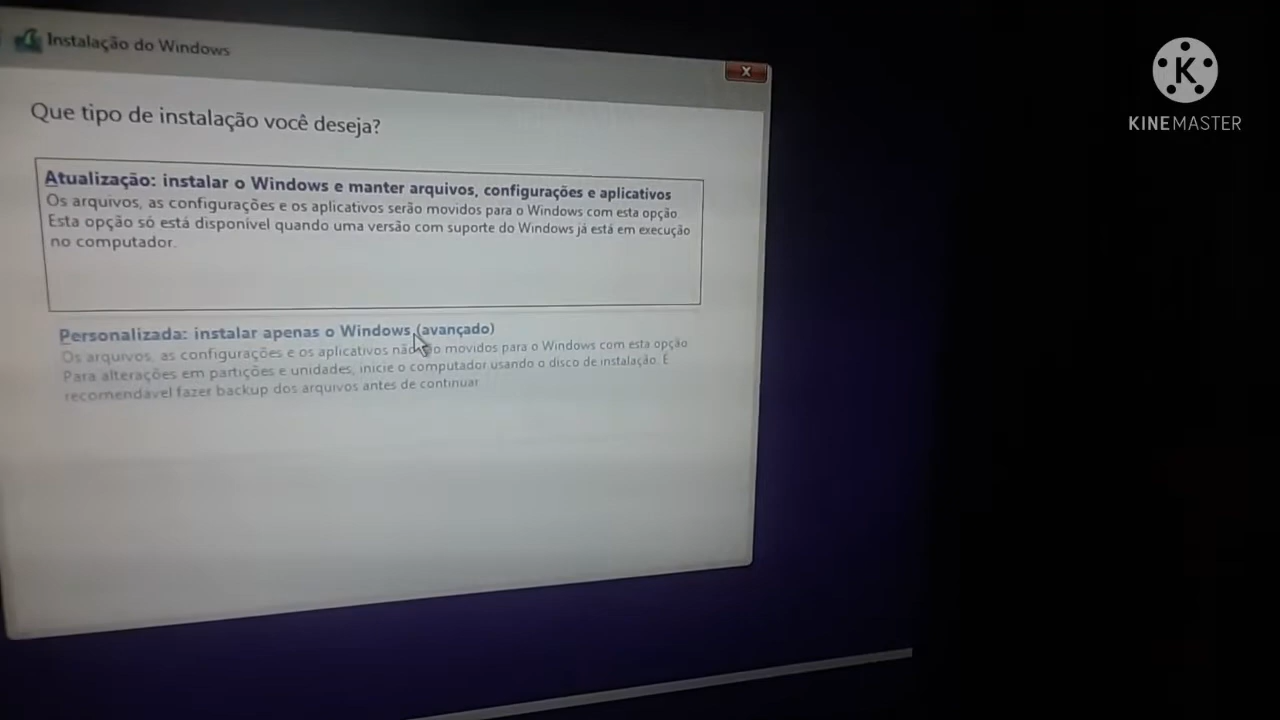 Instalação do Windows
Que tipo de instalação você deseja?
Atualização: instalar o Windows e manter arquivos, configurações e aplicativos
Os arquivos, as configurações e os aplicativos serão movidos para o Windows com esta opção.
Esta opção só está disponível quando uma versão com suporte do Windows já está em execução
no computador.
Personalizada: instalar apenas o Windows (avançado)
Os arquivos, as configurações e os aplicativos não movidos para o Windows com esta opção
Para alterações em partições e unidades, inicie o computador usando o disco de instalação. É
recomendável fazer backup dos arquivos antes de continuar
K
KINEMASTER